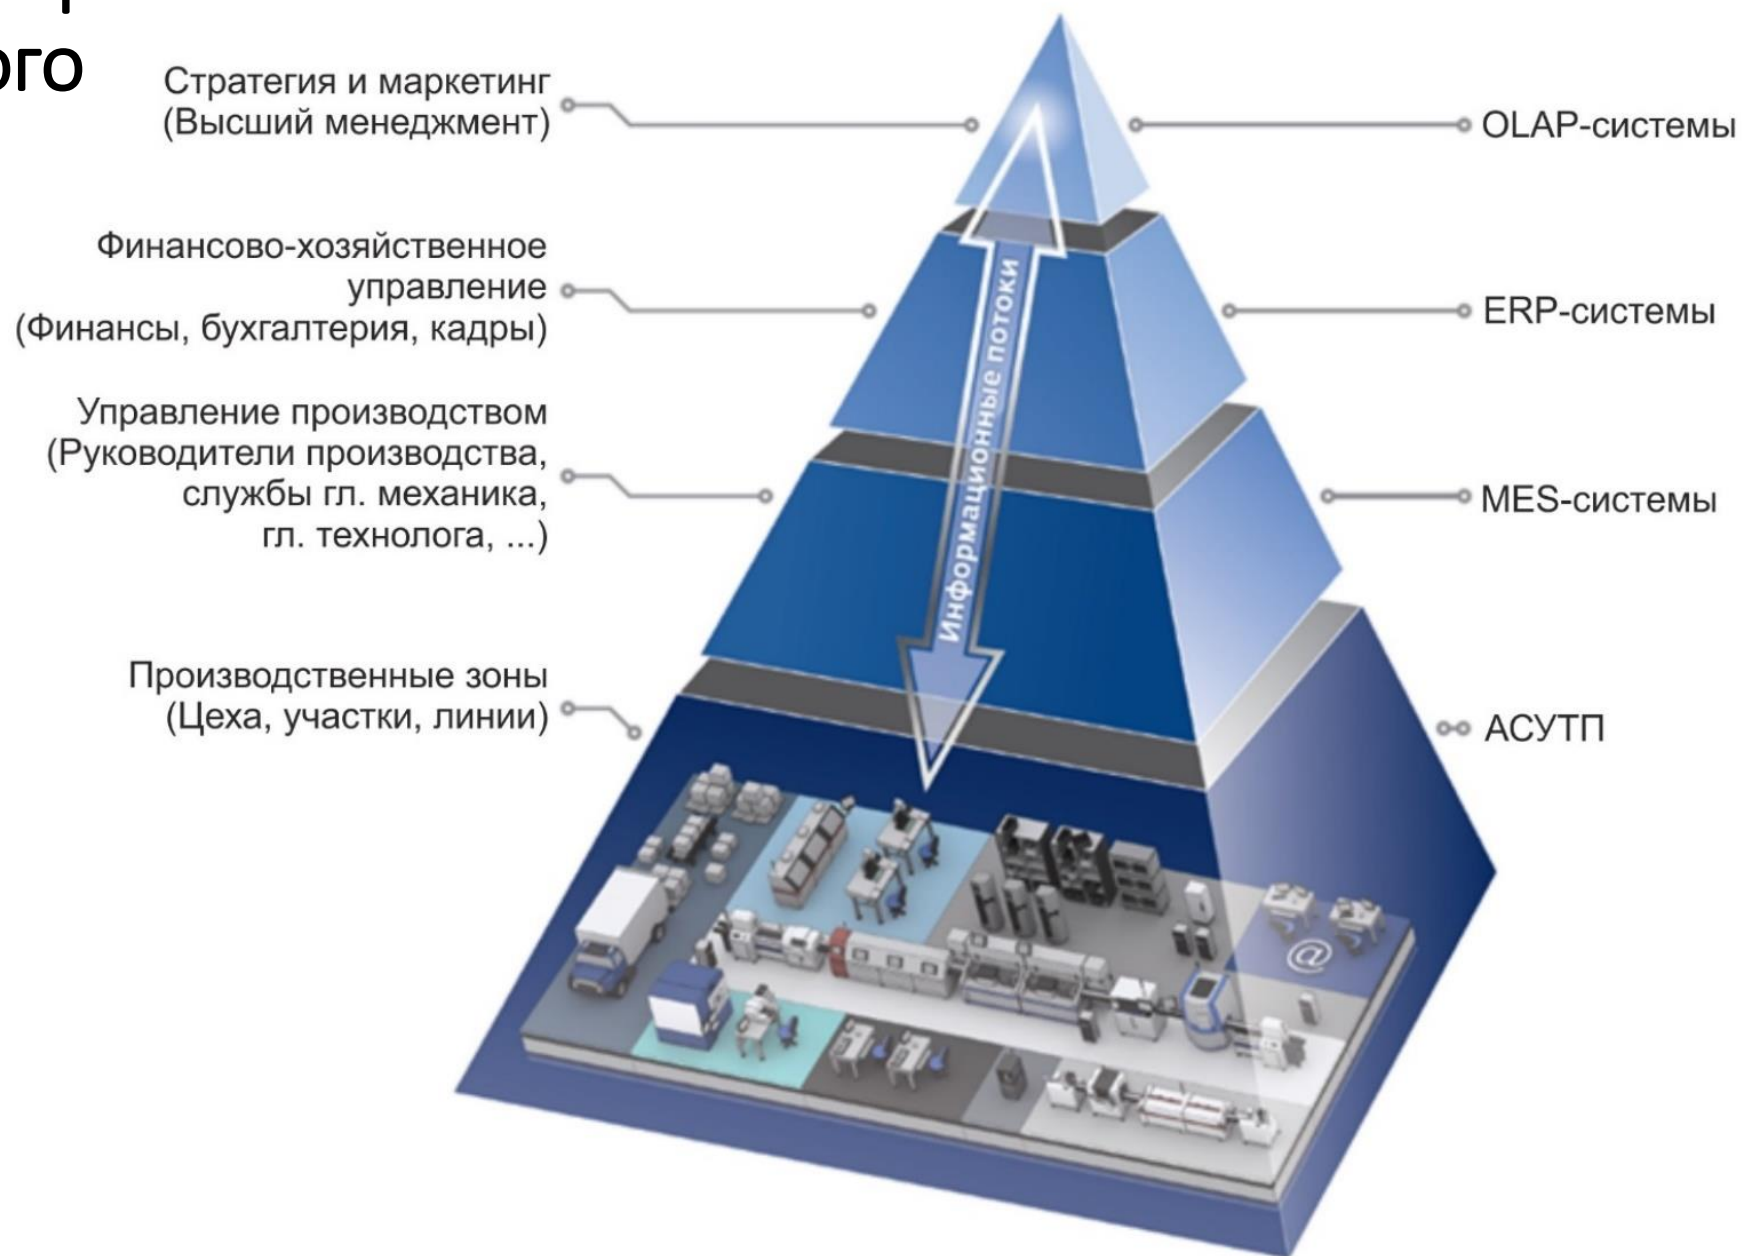 ого
Стратегия и маркетинг
(Высший менеджмент)
OLAP-системы
Финансово-хозяйственное
управление
(Финансы, бухгалтерия, кадры)
ERP-системы
Управление производством
(Руководители производства,
службы гл. механика,
гл. технолога, ...)
MES-системы
Производственные зоны
(Цеха, участки, линии)
АСУТП
Информационные потоки
@